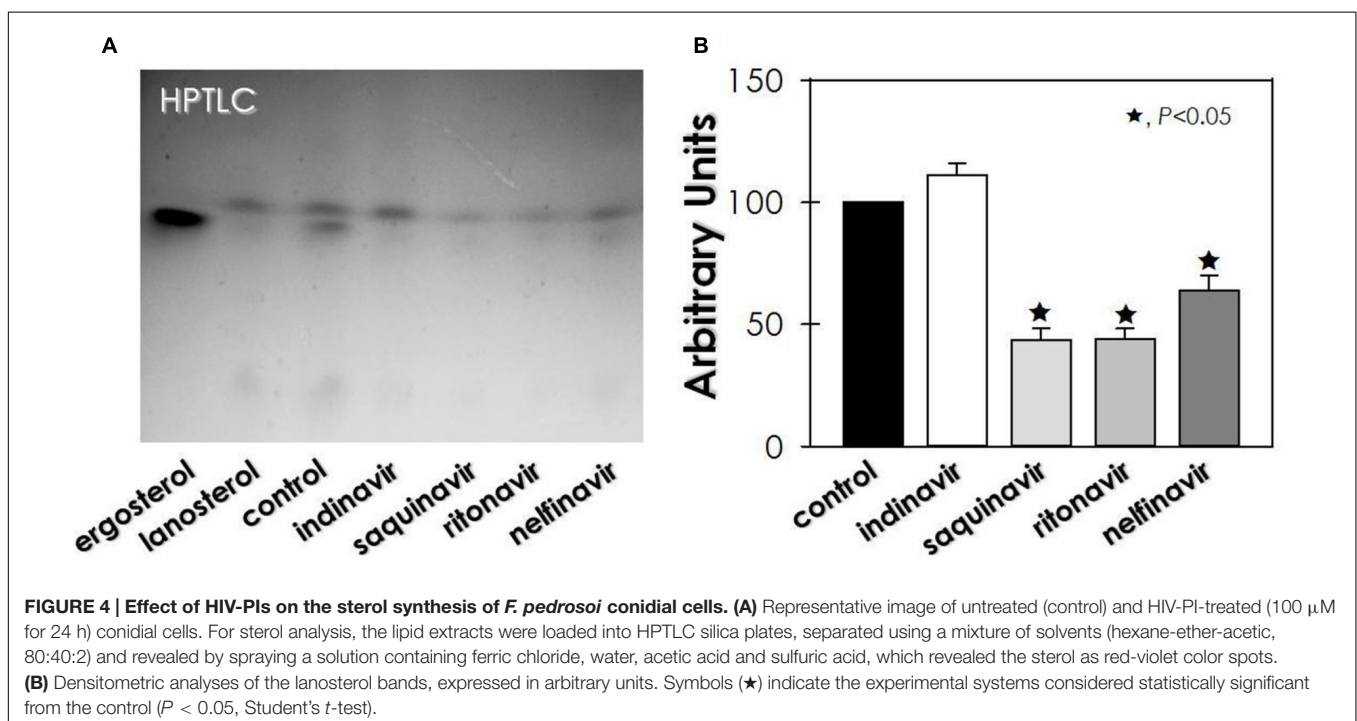 A
B
HPTLC
ergosterol
lanosterol
control
indinavir
saquinavir
ritonavir
nelfinavir
Arbitrary Units
150
100
50
0
★, P<0.05
★
★
★
control
indinavir
saquinavir
ritonavir
nelfinavir
FIGURE 4 | Effect of HIV-PIs on the sterol synthesis of F. pedrosoi conidial cells. (A) Representative image of untreated (control) and HIV-PI-treated (100 μM
for 24 h) conidial cells. For sterol analysis, the lipid extracts were loaded into HPTLC silica plates, separated using a mixture of solvents (hexane-ether-acetic,
80:40:2) and revealed by spraying a solution containing ferric chloride, water, acetic acid and sulfuric acid, which revealed the sterol as red-violet color spots.
(B) Densitometric analyses of the lanosterol bands, expressed in arbitrary units. Symbols (★) indicate the experimental systems considered statistically significant
from the control (P < 0.05, Student's t-test).